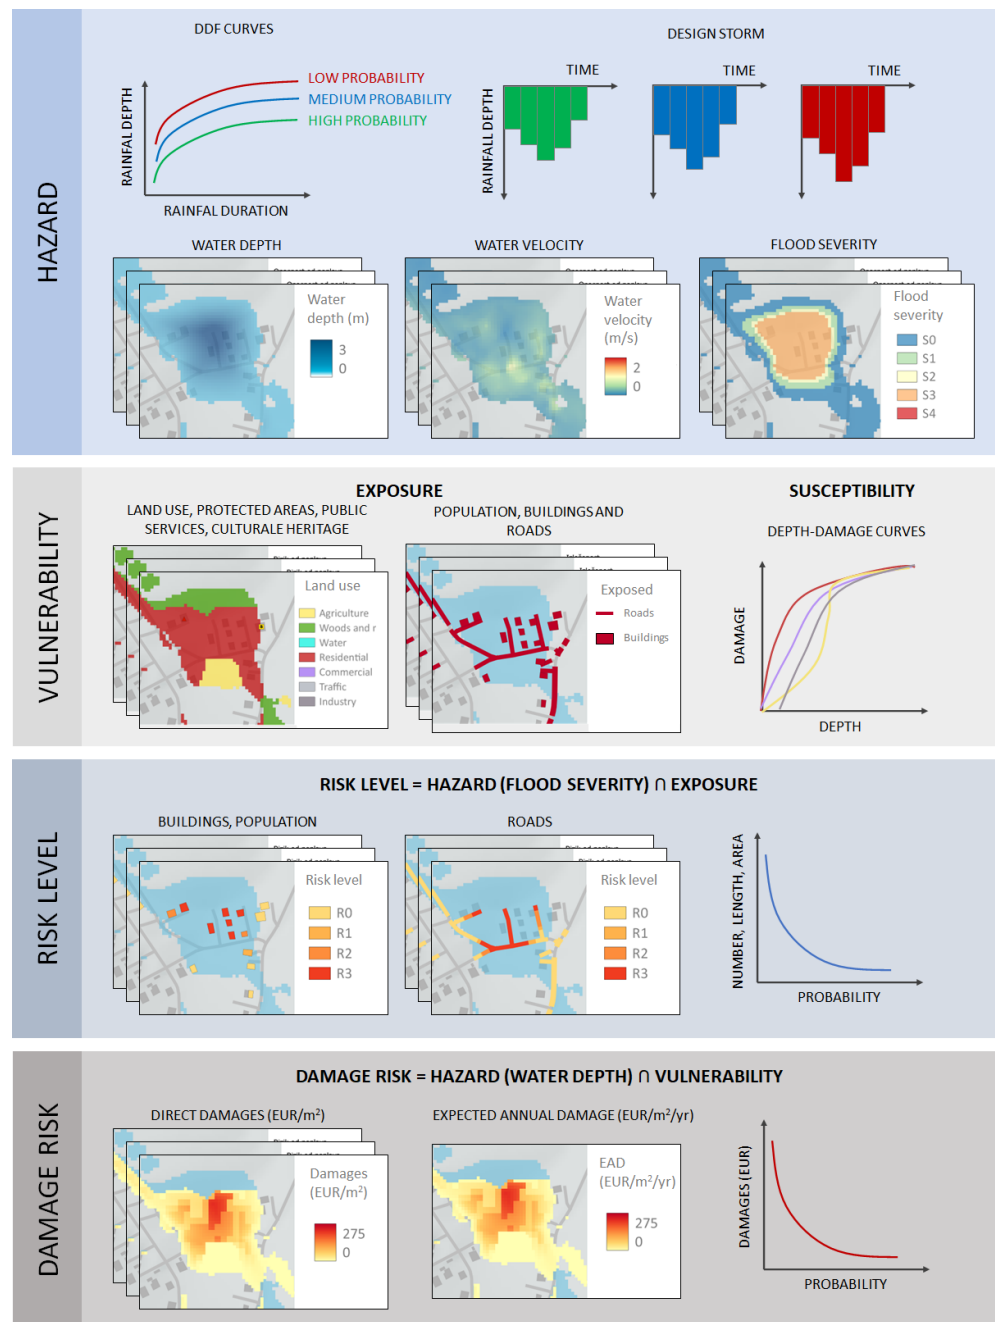 HAZARD
DDF CURVES
DESIGN STORM
RAINFAL DEPTH
LOW PROBABILITY
MEDIUM PROBABILITY
HIGH PROBABILITY
RAINFAL DURATION
RAINFALL DEPTH
TIME
TIME
TIME
WATER DEPTH
WATER VELOCITY
FLOOD SEVERITY
Water
depth (m)
3
0
Water
velocity
(m/s)
2
0
Flood
severity
S0
S1
S2
S3
S4
VULNERABILITY
EXPOSURE
SUSCEPTIBILITY
LAND USE, PROTECTED AREAS, PUBLIC
SERVICES, CULTURALE HERITAGE
POPULATION, BUILDINGS AND
ROADS
DEPTH-DAMAGE CURVES
Land use
Agriculture
Woods and r
Water
Residential
Commercial
Traffic
Industry
Exposed
Roads
Buildings
DAMAGE
DEPTH
RISK LEVEL
RISK LEVEL = HAZARD (FLOOD SEVERITY) ∩ EXPOSURE
BUILDINGS, POPULATION
ROADS
Risk level
R0
R1
R2
R3
Risk level
R0
R1
R2
R3
NUMBER, LENGTH, AREA
PROBABILITY
DAMAGE RISK
DAMAGE RISK = HAZARD (WATER DEPTH) ∩ VULNERABILITY
DIRECT DAMAGES (EUR/m²)
EXPECTED ANNUAL DAMAGE (EUR/m²/yr)
Damages
(EUR/m²)
275
0
EAD
(EUR/m²/yr)
275
0
DAMAGES (EUR)
PROBABILITY